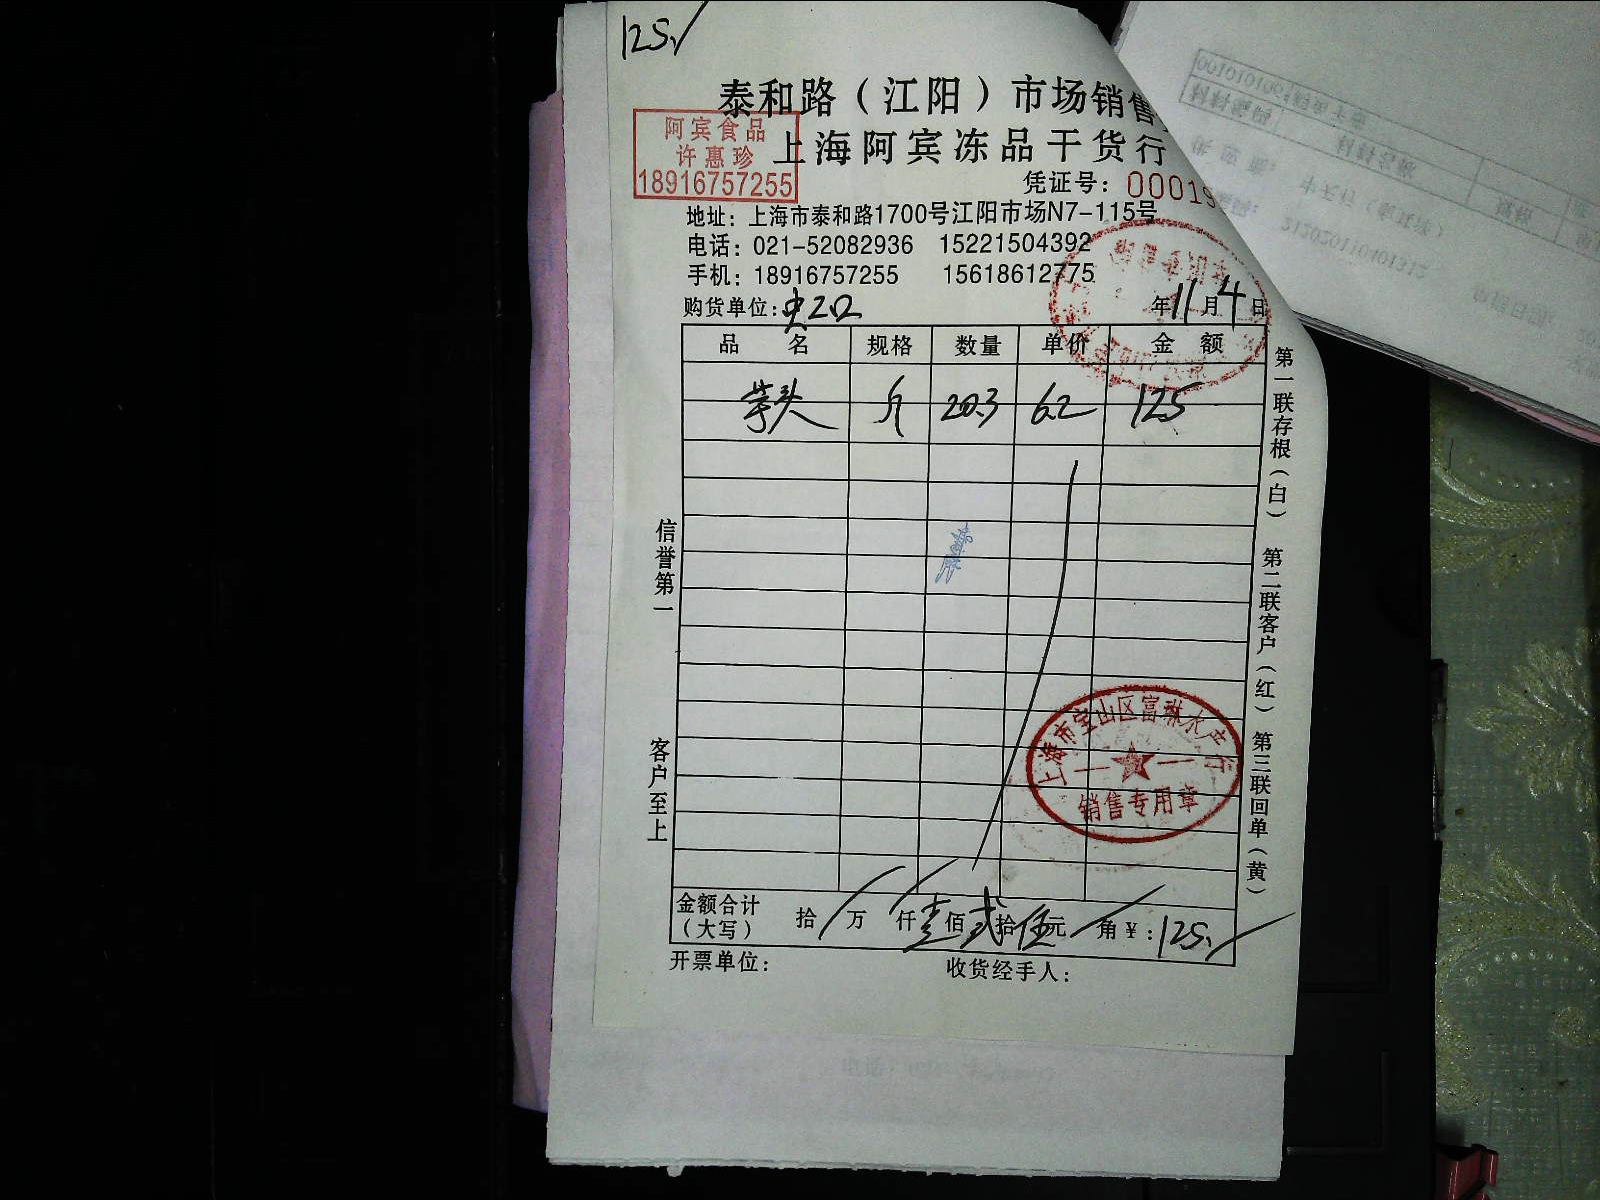 125.
泰和路（江阳）市场销售
上海阿宾冻品干货行
阿宾食品
许惠珍
18916757255
凭证号：00019
地址：上海市泰和路1700号江阳市场N7-115号
电话：021-52082936 15221504392
手机：18916757255 15618612775
购货单位： 年11月4日
品名 规格 数量 单价 金额
芋头 斤 20.3 6.2 125
信誉第一
客户至上
第一联存根（白） 第二联客户（红） 第三联回单（黄）
上海市宝山区富琳水产行
销售专用章
金额合计（大写） 拾 万 仟壹佰贰拾伍元 角￥：125.
开票单位： 收货经手人：